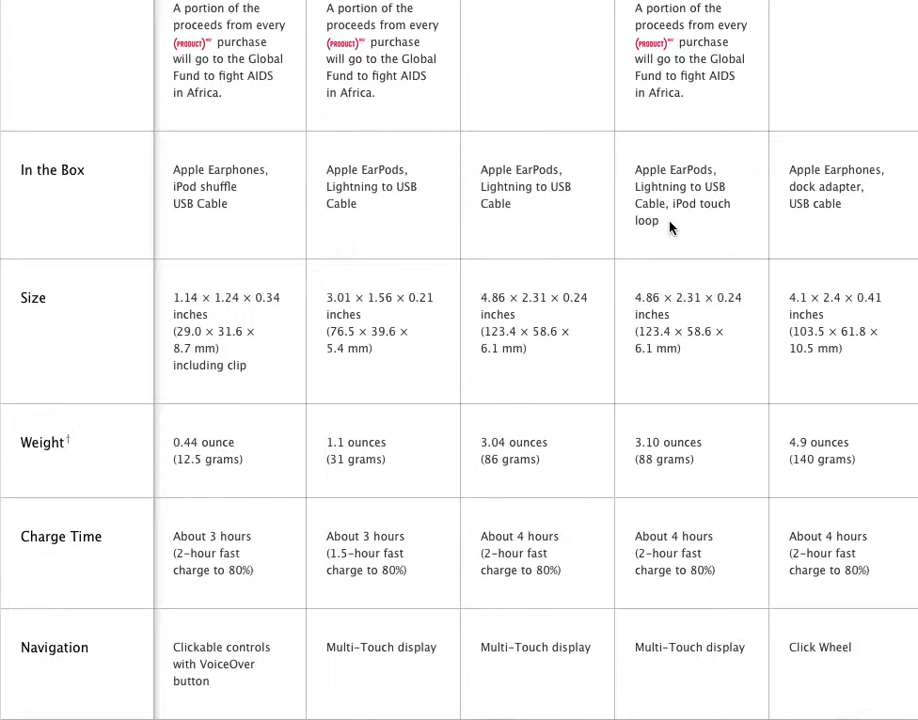 A portion of the
proceeds from every
(PRODUCT) purchase
will go to the Global
Fund to fight AIDS
in Africa.
A portion of the
proceeds from every
(PRODUCT) purchase
will go to the Global
Fund to fight AIDS
in Africa.
A portion of the
proceeds from every
(PRODUCT) purchase
will go to the Global
Fund to fight AIDS
in Africa.
In the Box
Apple Earphones,
iPod shuffle
USB Cable
Apple EarPods,
Lightning to USB
Cable
Apple EarPods,
Lightning to USB
Cable
Apple EarPods,
Lightning to USB
Cable, iPod touch
loop
Apple Earphones,
dock adapter,
USB cable
Size
1.14 × 1.24 × 0.34
inches
(29.0 × 31.6 ×
8.7 mm)
including clip
3.01 × 1.56 × 0.21
inches
(76.5 × 39.6 ×
5.4 mm)
4.86 × 2.31 × 0.24
inches
(123.4 × 58.6 ×
6.1 mm)
4.86 × 2.31 × 0.24
inches
(123.4 × 58.6 ×
6.1 mm)
4.1 × 2.4 × 0.41
inches
(103.5 × 61.8 ×
10.5 mm)
Weight†
0.44 ounce
(12.5 grams)
1.1 ounces
(31 grams)
3.04 ounces
(86 grams)
3.10 ounces
(88 grams)
4.9 ounces
(140 grams)
Charge Time
About 3 hours
(2-hour fast
charge to 80%)
About 3 hours
(1.5-hour fast
charge to 80%)
About 4 hours
(2-hour fast
charge to 80%)
About 4 hours
(2-hour fast
charge to 80%)
About 4 hours
(2-hour fast
charge to 80%)
Navigation
Clickable controls
with VoiceOver
button
Multi-Touch display
Multi-Touch display
Multi-Touch display
Click Wheel